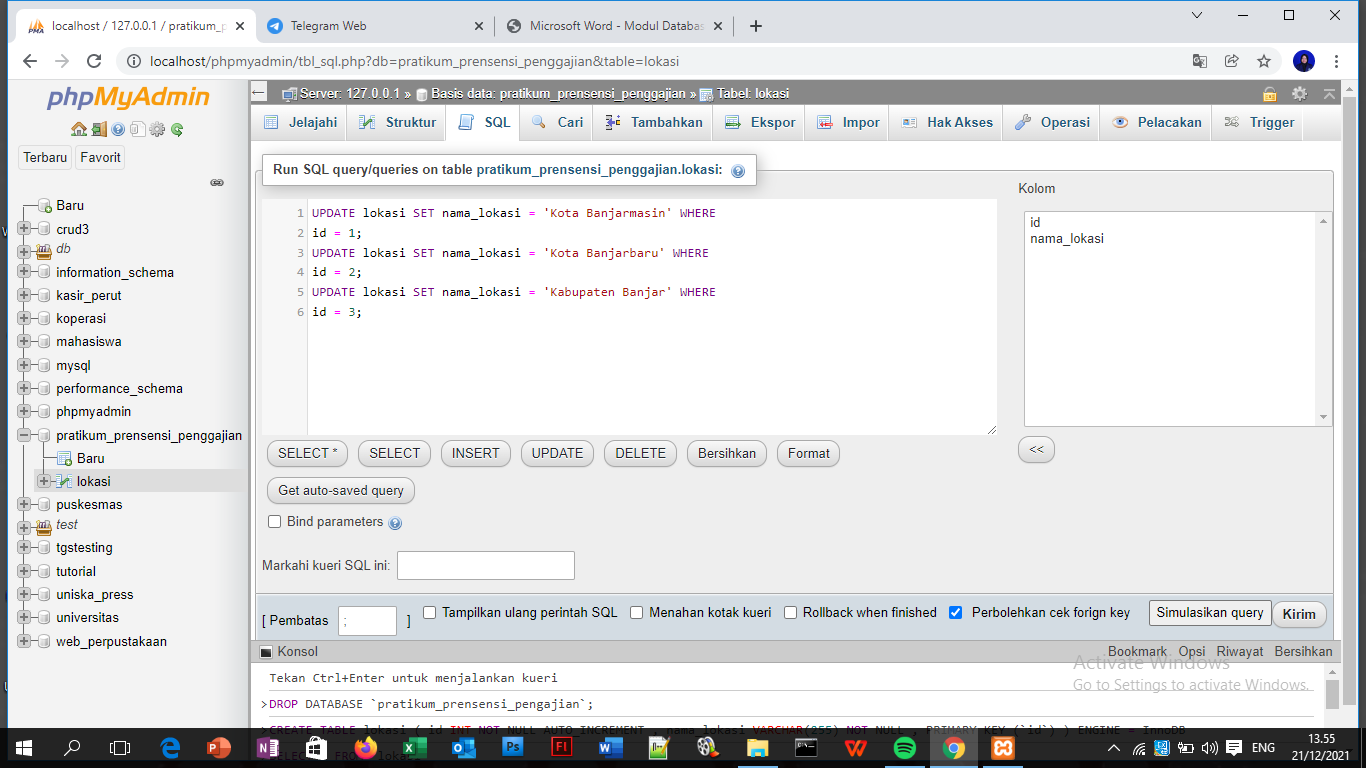 localhost / 127.0.0.1 / pratikum_p
Telegram Web
Microsoft Word - Modul Databas
localhost/phpmyadmin/tbl_sql.php?db=pratikum_prensensi_penggajian&table=lokasi
phpMyAdmin
Terbaru
Favorit
Baru
crud3
db
information_schema
kasir_perut
koperasi
mahasiswa
mysql
performance_schema
phpmyadmin
pratikum_prensensi_penggajian
Baru
lokasi
puskesmas
test
tgstesting
tutorial
uniska_press
universitas
web_perpustakaan
Server: 127.0.0.1 » Basis data: pratikum_prensensi_penggajian » Tabel: lokasi
Jelajahi Struktur SQL Cari Tambahkan Ekspor Impor Hak Akses Operasi Pelacakan Trigger
Run SQL query/queries on table pratikum_prensensi_penggajian.lokasi:
1 UPDATE lokasi SET nama_lokasi = 'Kota Banjarmasin' WHERE
2 id = 1;
3 UPDATE lokasi SET nama_lokasi = 'Kota Banjarbaru' WHERE
4 id = 2;
5 UPDATE lokasi SET nama_lokasi = 'Kabupaten Banjar' WHERE
6 id = 3;
Kolom
id
nama_lokasi
<<
SELECT * SELECT INSERT UPDATE DELETE Bersihkan Format
Get auto-saved query
Bind parameters
Markahi kueri SQL ini:
[ Pembatas ; ] Tampilkan ulang perintah SQL Menahan kotak kueri Rollback when finished Perbolehkan cek forign key Simulasikan query Kirim
Konsol Bookmark Opsi Riwayat Bersihkan
Activate Windows
Go to Settings to activate Windows.
Tekan Ctrl+Enter untuk menjalankan kueri
>DROP DATABASE `pratikum_prensensi_pengajian`;
>CREATE TABLE lokasi ( id INT NOT NULL AUTO_INCREMENT , nama_lokasi VARCHAR(255) NOT NULL , PRIMARY KEY (`id`) ) ENGINE = InnoDB
ENG
13.55
21/12/2021